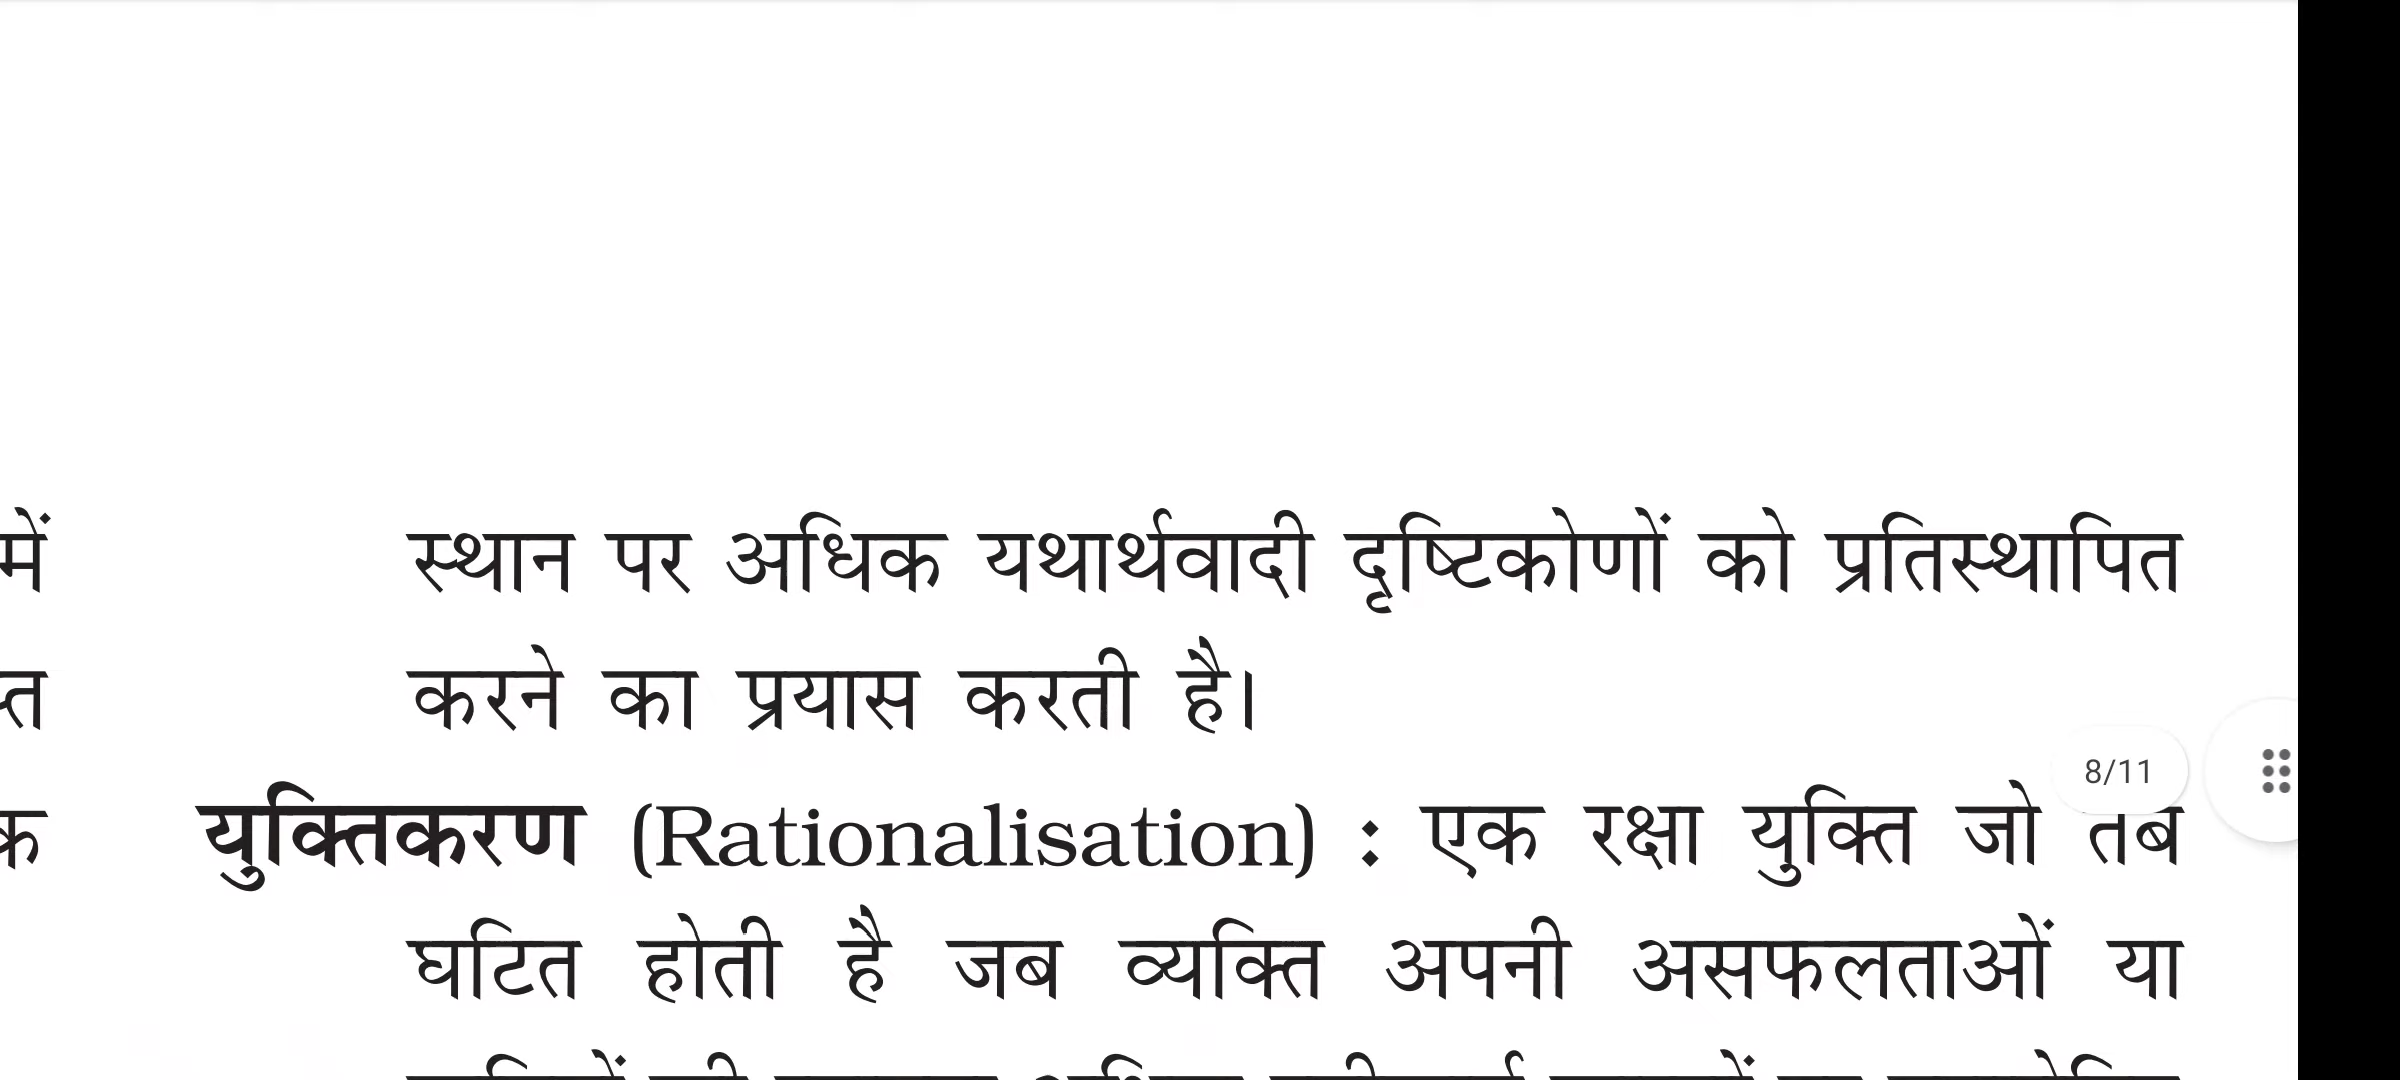 में
स्थान पर अधिक यथार्थवादी दृष्टिकोणों को प्रतिस्थापित
करने का प्रयास करती है।
8/11
क
युक्तिकरण (Rationalisation) : एक रक्षा युक्ति जो तब
घटित होती है जब व्यक्ति अपनी असफलताओं या